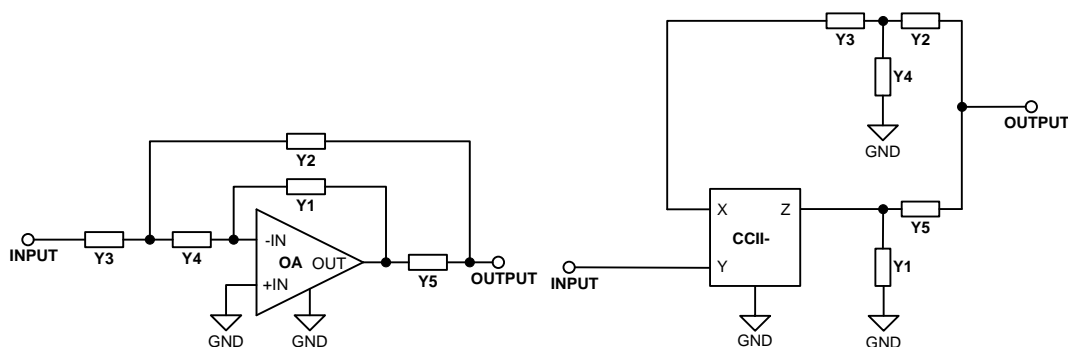 Y3
Y2
Y4
GND
OUTPUT
Y2
Y1
INPUT
Y3
Y4
-IN
OA
OUT
+IN
Y5
OUTPUT
GND
GND
X
Z
CCII-
Y
Y5
Y1
INPUT
GND
GND